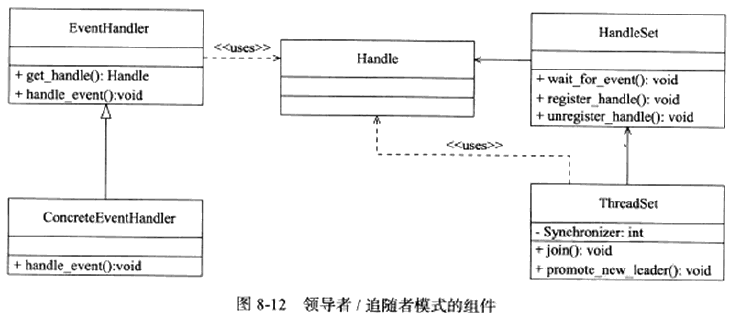 EventHandler
+ get_handle(): Handle
+ handle_event():void
<<uses>>
Handle
HandleSet
+ wait_for_event(): void
+ register_handle(): void
+ unregister_handle(): void
<<uses>>
ConcreteEventHandler
+ handle_event():void
ThreadSet
- Synchronizer: int
+ join(): void
+ promote_new_leader(): void
图 8-12 领导者 / 追随者模式的组件